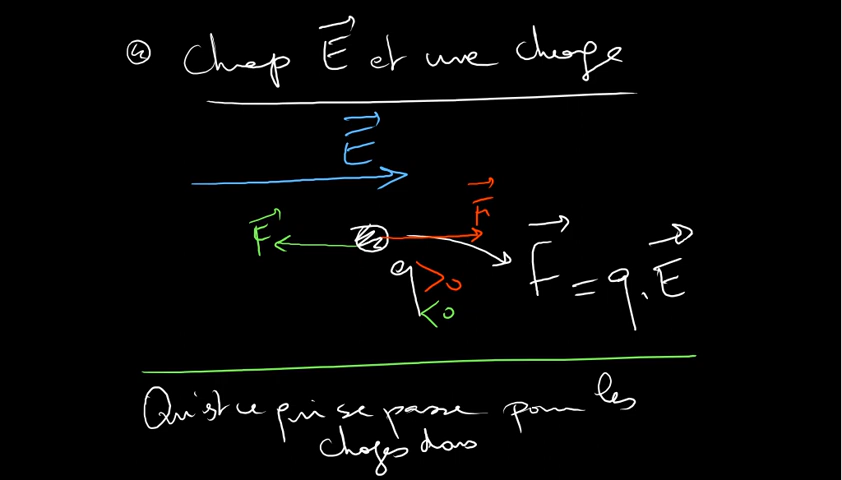 ④ Champ E⃗ et une charge
E⃗
F⃗
F⃗
q >0
<0
F⃗ = q.E⃗
Qu'est ce qui se passe pour les
charges dans